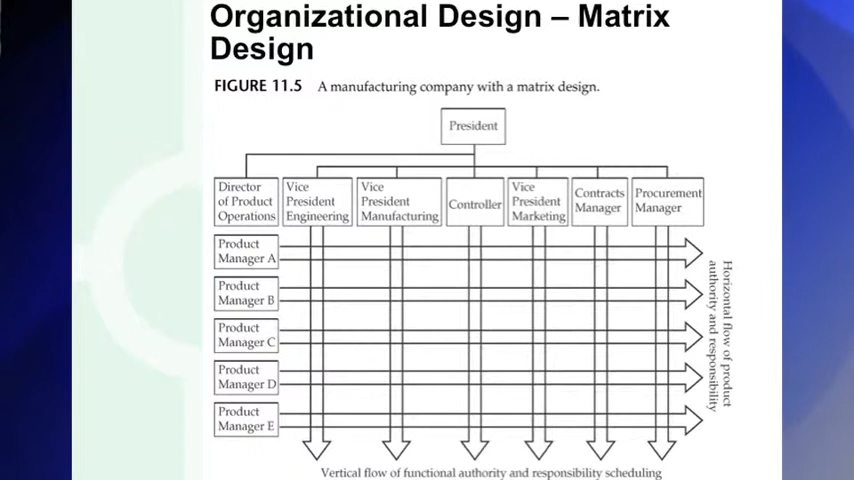 Organizational Design – Matrix
Design
FIGURE 11.5 A manufacturing company with a matrix design.
President
Director
of Product
Operations
Vice
President
Engineering
Vice
President
Manufacturing
Controller
Vice
President
Marketing
Contracts
Manager
Procurement
Manager
Product
Manager A
Product
Manager B
Product
Manager C
Product
Manager D
Product
Manager E
Horizontal flow of product
authority and responsibility
Vertical flow of functional authority and responsibility scheduling